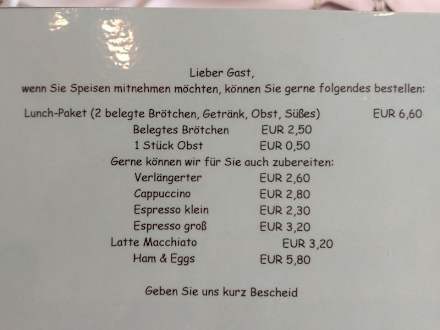 Lieber Gast,
wenn Sie Speisen mitnehmen möchten, können Sie gerne folgendes bestellen:
Lunch-Paket (2 belegte Brötchen, Getränk, Obst, Süßes) EUR 6,60
Belegtes Brötchen EUR 2,50
1 Stück Obst EUR 0,50
Gerne können wir für Sie auch zubereiten:
Verlängerter EUR 2,60
Cappuccino EUR 2,80
Espresso klein EUR 2,30
Espresso groß EUR 3,20
Latte Macchiato EUR 3,20
Ham & Eggs EUR 5,80
Geben Sie uns kurz Bescheid